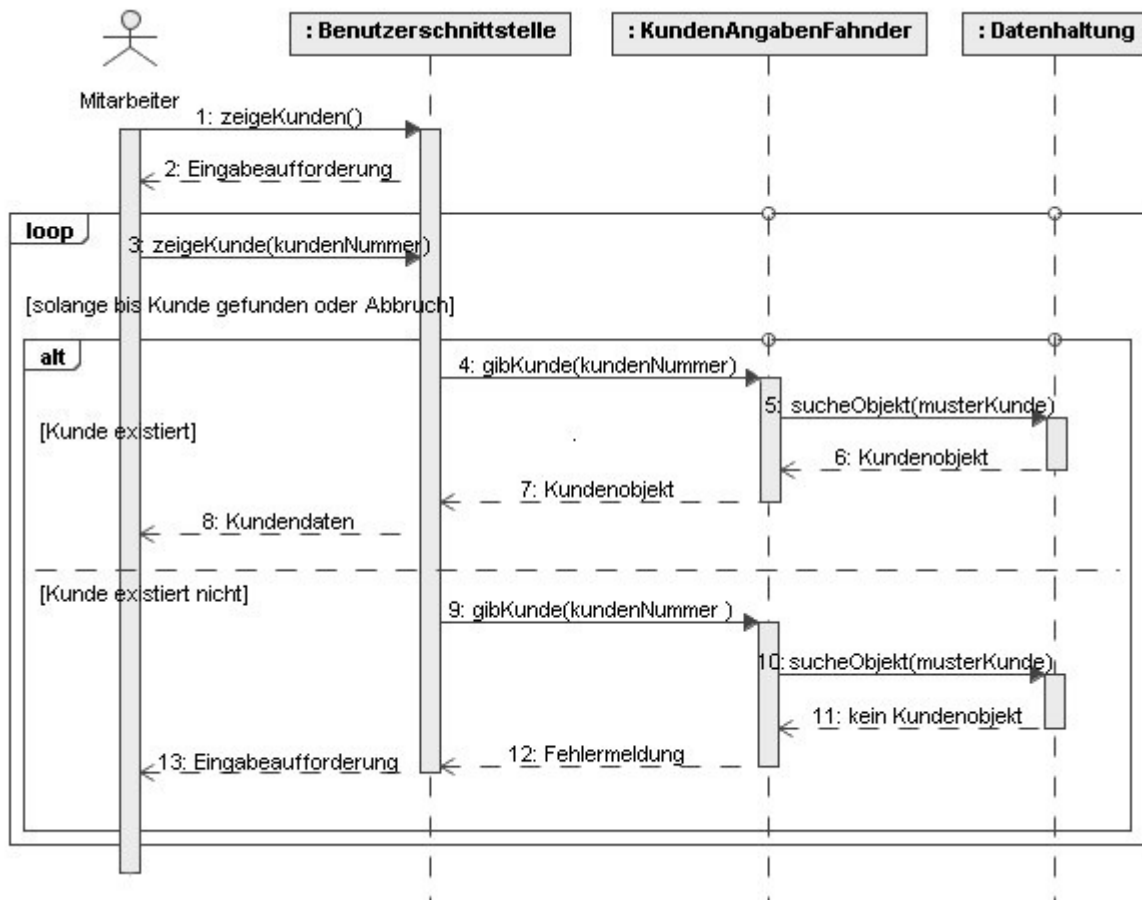 : Benutzerschnittstelle
: KundenAngabenFahnder
: Datenhaltung
Mitarbeiter
1: zeigeKunden()
2: Eingabeaufforderung
loop
3: zeigeKunde(kundenNummer)
[solange bis Kunde gefunden oder Abbruch]
alt
4: gibKunde(kundenNummer)
5: sucheObjekt(musterKunde)
[Kunde existiert]
6: Kundenobjekt
7: Kundenobjekt
8: Kundendaten
[Kunde existiert nicht]
9: gibKunde(kundenNummer )
10: sucheObjekt(musterKunde)
11: kein Kundenobjekt
12: Fehlermeldung
13: Eingabeaufforderung